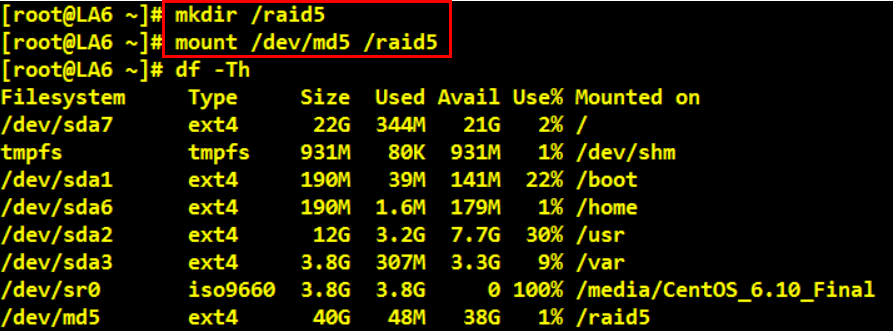 [root@LA6 ~]# mkdir /raid5
[root@LA6 ~]# mount /dev/md5 /raid5
[root@LA6 ~]# df -Th
Filesystem     Type     Size  Used Avail Use% Mounted on
/dev/sda7      ext4      22G  344M   21G   2% /
tmpfs          tmpfs    931M   80K  931M   1% /dev/shm
/dev/sda1      ext4     190M   39M  141M  22% /boot
/dev/sda6      ext4     190M  1.6M  179M   1% /home
/dev/sda2      ext4      12G  3.2G  7.7G  30% /usr
/dev/sda3      ext4     3.8G  307M  3.3G   9% /var
/dev/sr0       iso9660  3.8G  3.8G     0 100% /media/CentOS_6.10_Final
/dev/md5       ext4      40G   48M   38G   1% /raid5